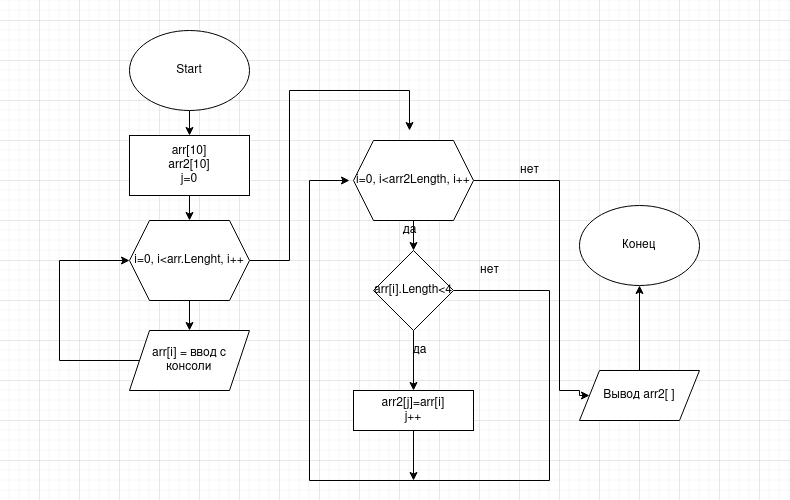 Start
arr[10]
arr2[10]
j=0
i=0, i<arr.Lenght, i++
arr[i] = ввод с
консоли
i=0, i<arr2Length, i++
нет
да
arr[i].Length<4
нет
да
arr2[j]=arr[i]
j++
Конец
Вывод arr2[ ]